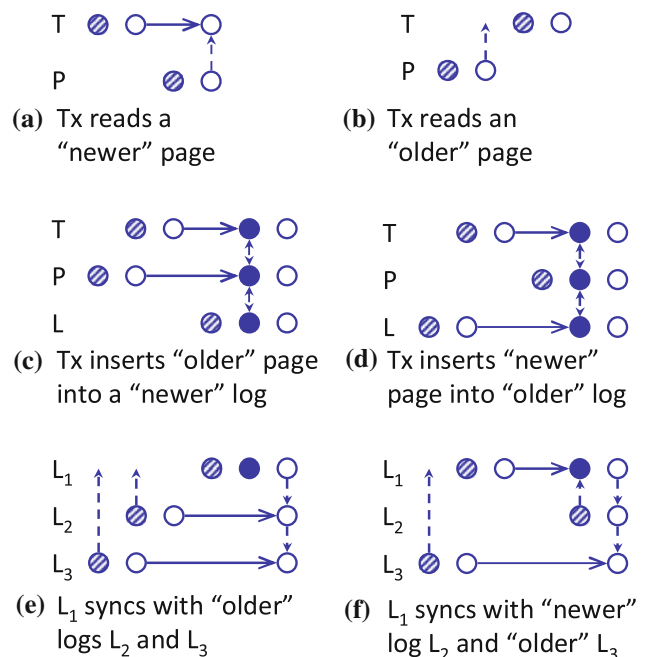 T
P
(a) Tx reads a
“newer” page
T
P
(b) Tx reads an
“older” page
T
P
L
(c) Tx inserts “older” page
into a “newer” log
T
P
L
(d) Tx inserts “newer”
page into “older” log
L1
L2
L3
(e) L1 syncs with “older”
logs L2 and L3
L1
L2
L3
(f) L1 syncs with “newer”
log L2 and “older” L3